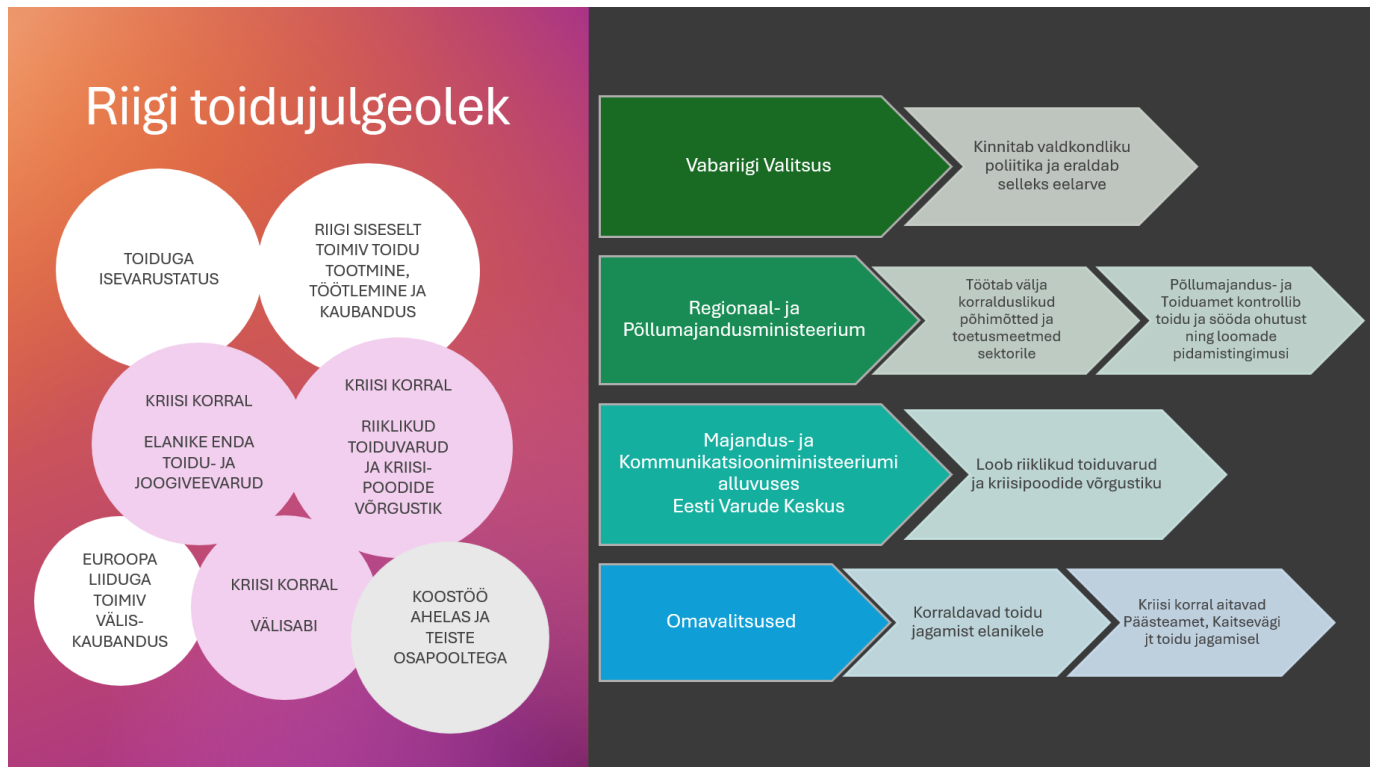 Riigi toidujulgeolek
TOIDUGA
ISEVARUSTATUS
RIIGI SISESELT
TOIMIV TOIDU
TOOTMINE,
TÖÖTLEMINE JA
KAUBANDUS
KRIISI KORRAL
ELANIKE ENDA
TOIDU- JA
JOOGIVEEVARUD
KRIISI KORRAL
RIIKLIKUD
TOIDUVARUD
JA KRIISI-
POODIDE
VÕRGUSTIK
EUROOPA
LIIDUGA
TOIMIV
VÄLIS-
KAUBANDUS
KRIISI KORRAL
VÄLISABI
KOOSTÖÖ
AHELAS JA
TEISTE
OSAPOOLTEGA
Vabariigi Valitsus
Kinnitab valdkondliku
poliitika ja eraldab
selleks eelarve
Regionaal- ja
Põllumajandusministeerium
Töötab välja
korralduslikud
põhimõtted ja
toetusmeetmed
sektorile
Põllumajandus- ja
Toiduamet kontrollib
toidu ja sööda ohutust
ning loomade
pidamistingimusi
Majandus- ja
Kommunikatsiooniministeeriumi
alluvuses
Eesti Varude Keskus
Loob riiklikud toiduvarud
ja kriisipoodide võrgustiku
Omavalitsused
Korraldavad toidu
jagamist elanikele
Kriisi korral aitavad
Päästeamet, Kaitsevägi
jt toidu jagamisel